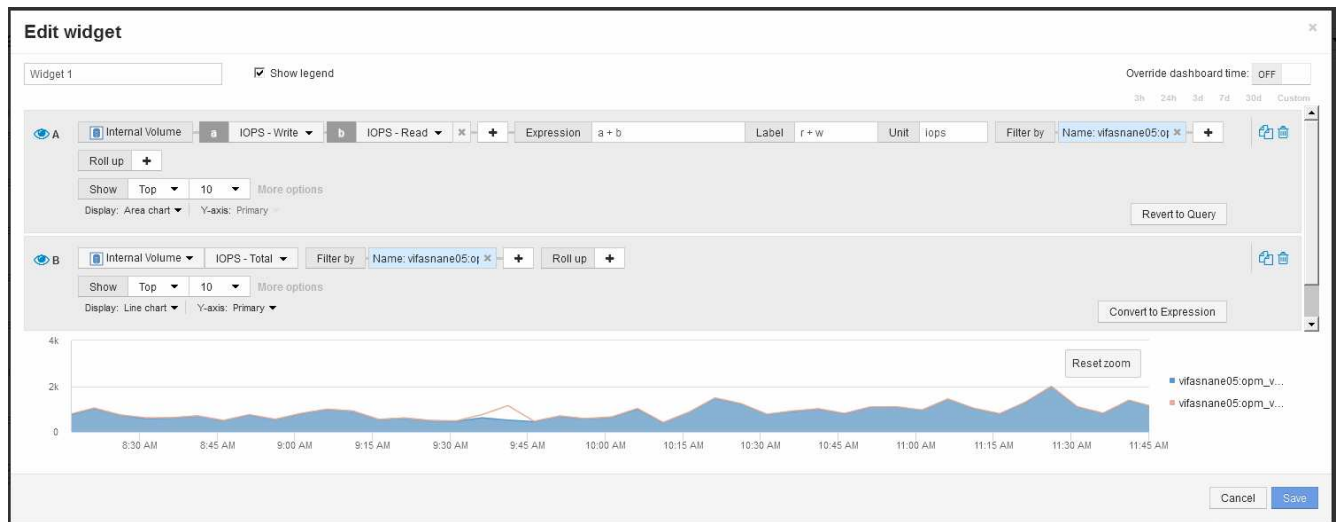 Edit widget ×
Widget 1 Show legend Override dashboard time: OFF
3h 24h 3d 7d 30d Custom
A Internal Volume a IOPS - Write b IOPS - Read × + Expression a + b Label r + w Unit iops Filter by Name: vifasnane05:op × +
Roll up +
Show Top 10 More options
Display: Area chart Y-axis: Primary
Revert to Query
B Internal Volume IOPS - Total Filter by Name: vifasnane05:op × + Roll up +
Show Top 10 More options
Display: Line chart Y-axis: Primary
Convert to Expression
4k
Reset zoom
2k
vifasnane05:opm_v...
vifasnane05:opm_v...
0
8:30 AM 8:45 AM 9:00 AM 9:15 AM 9:30 AM 9:45 AM 10:00 AM 10:15 AM 10:30 AM 10:45 AM 11:00 AM 11:15 AM 11:30 AM 11:45 AM
Cancel Save